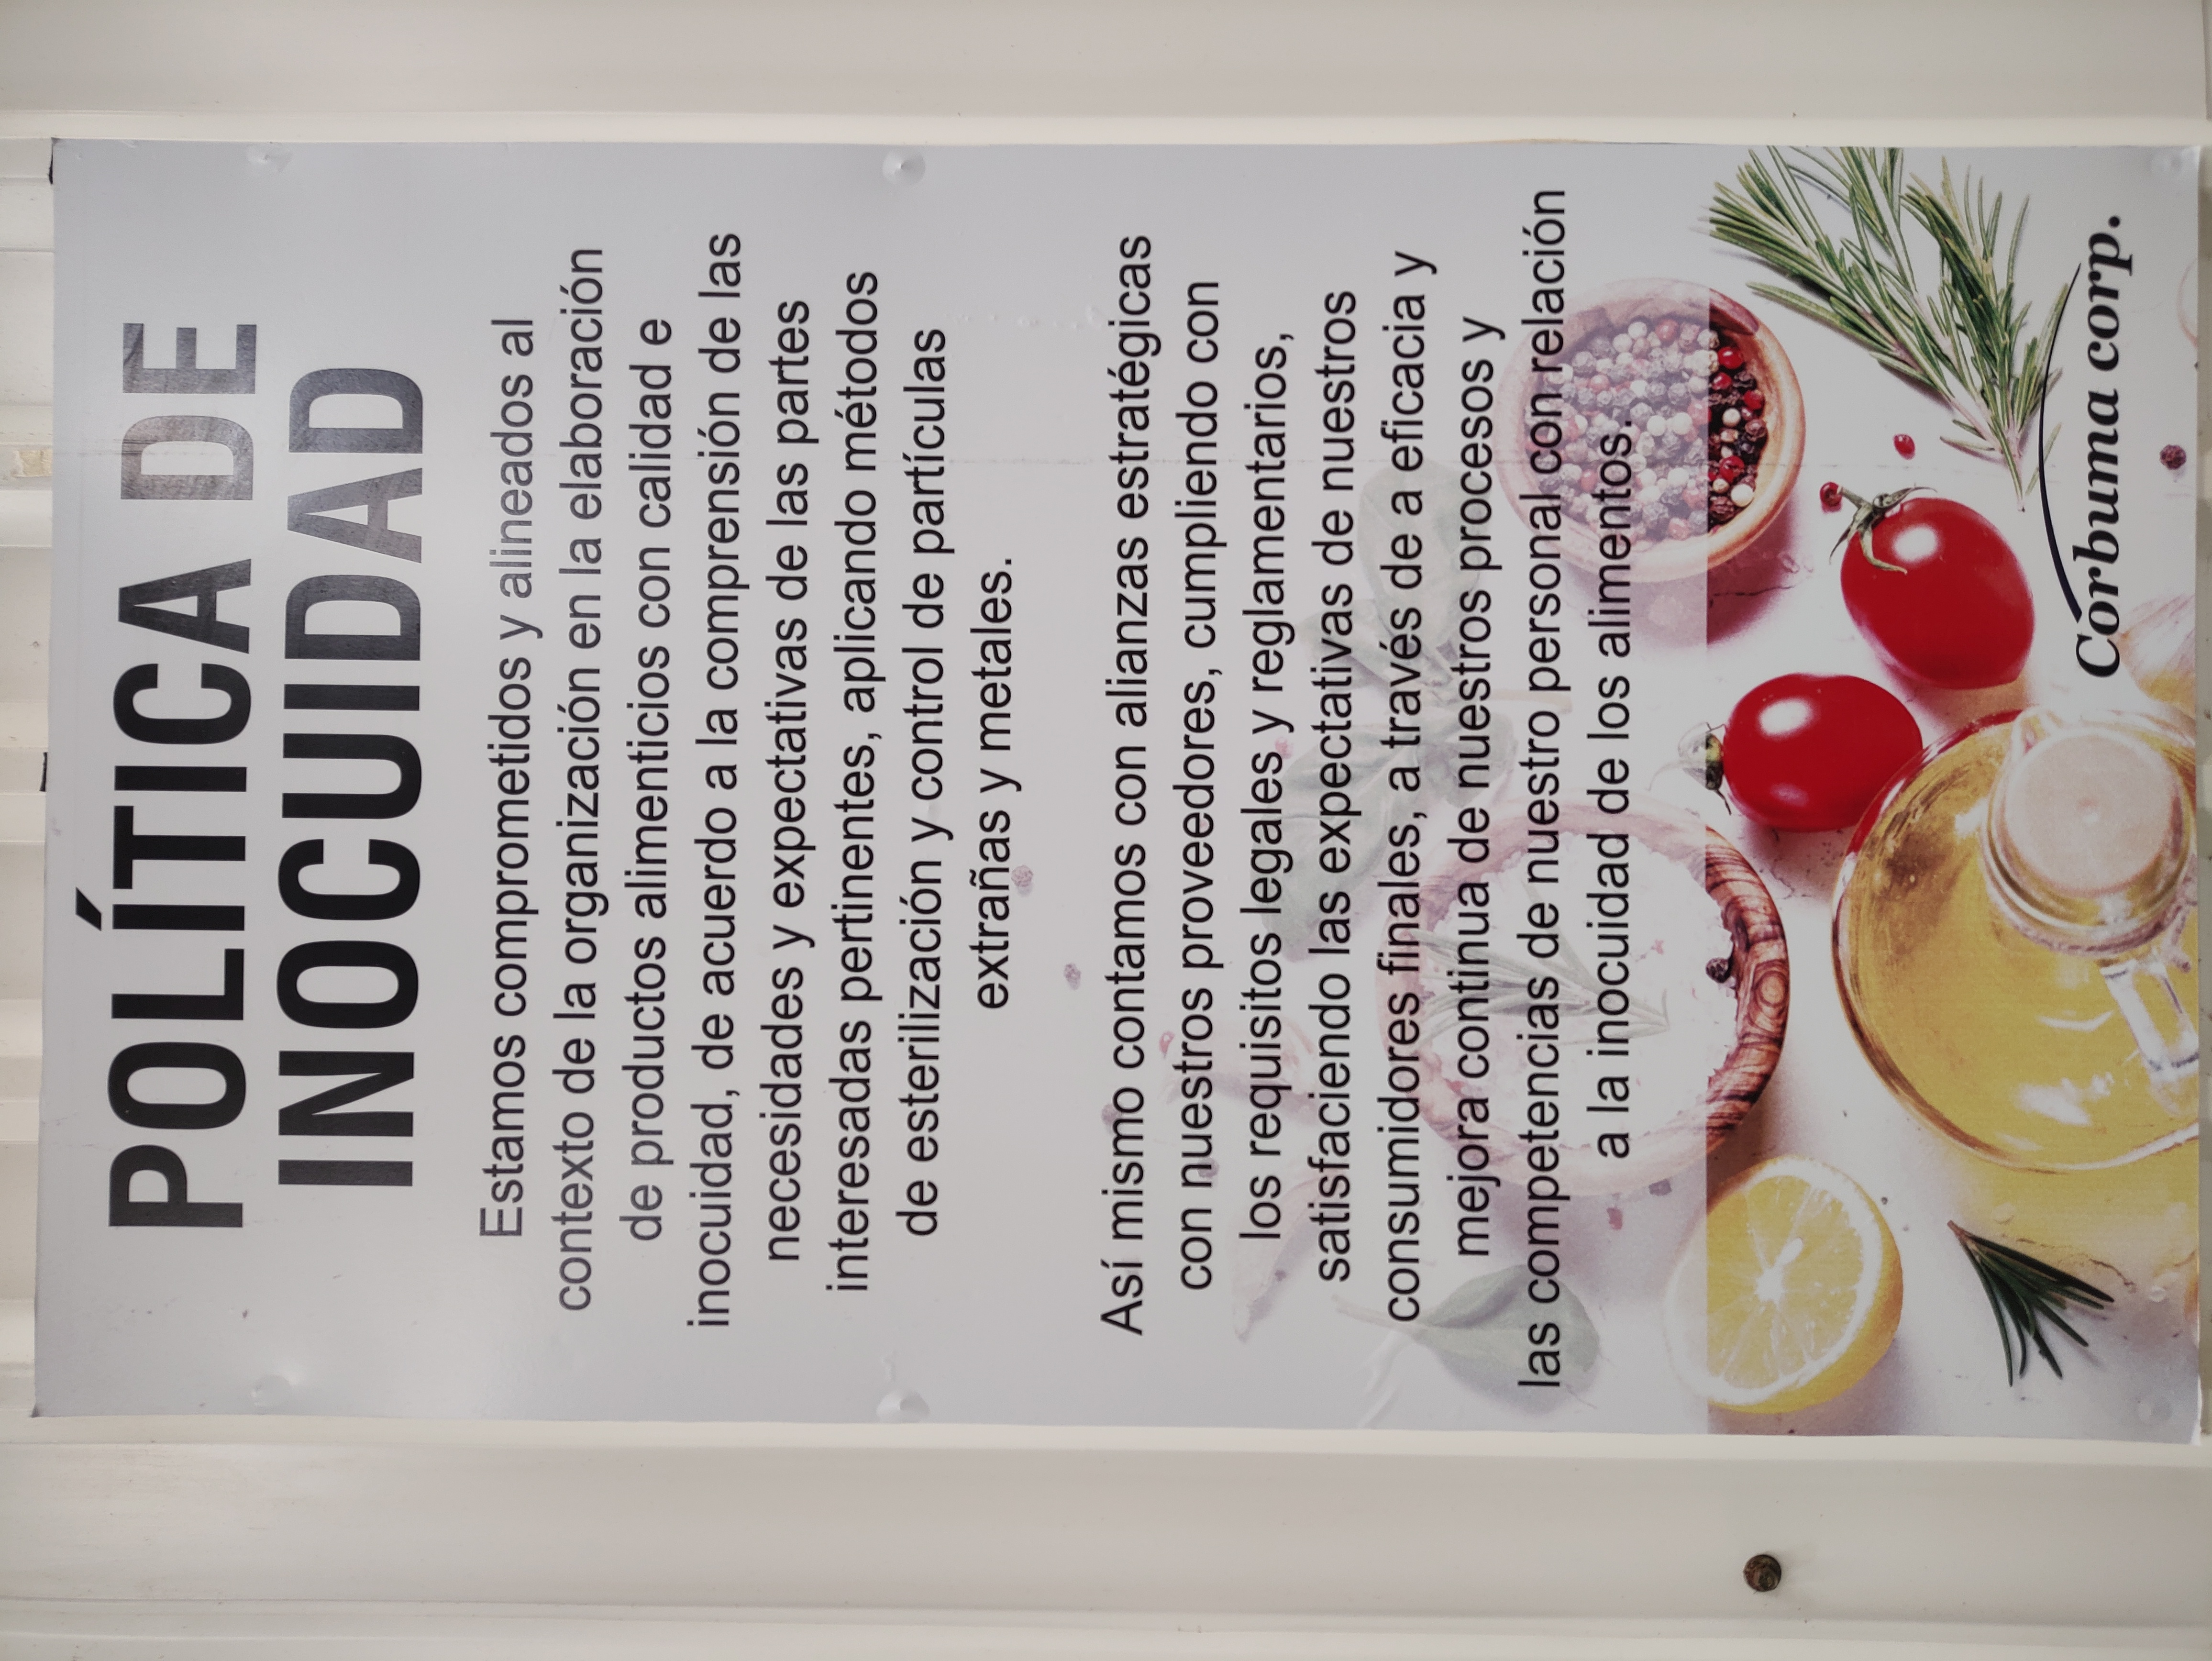 POLÍTICA DE
INOCUIDAD
Estamos comprometidos y alineados al
contexto de la organización en la elaboración
de productos alimenticios con calidad e
inocuidad, de acuerdo a la comprensión de las
necesidades y expectativas de las partes
interesadas pertinentes, aplicando métodos
de esterilización y control de partículas
extrañas y metales.
Así mismo contamos con alianzas estratégicas
con nuestros proveedores, cumpliendo con
los requisitos legales y reglamentarios,
satisfaciendo las expectativas de nuestros
consumidores finales, a través de a eficacia y
mejora continua de nuestros procesos y
las competencias de nuestro personal con relación
a la inocuidad de los alimentos.
Corbuma corp.